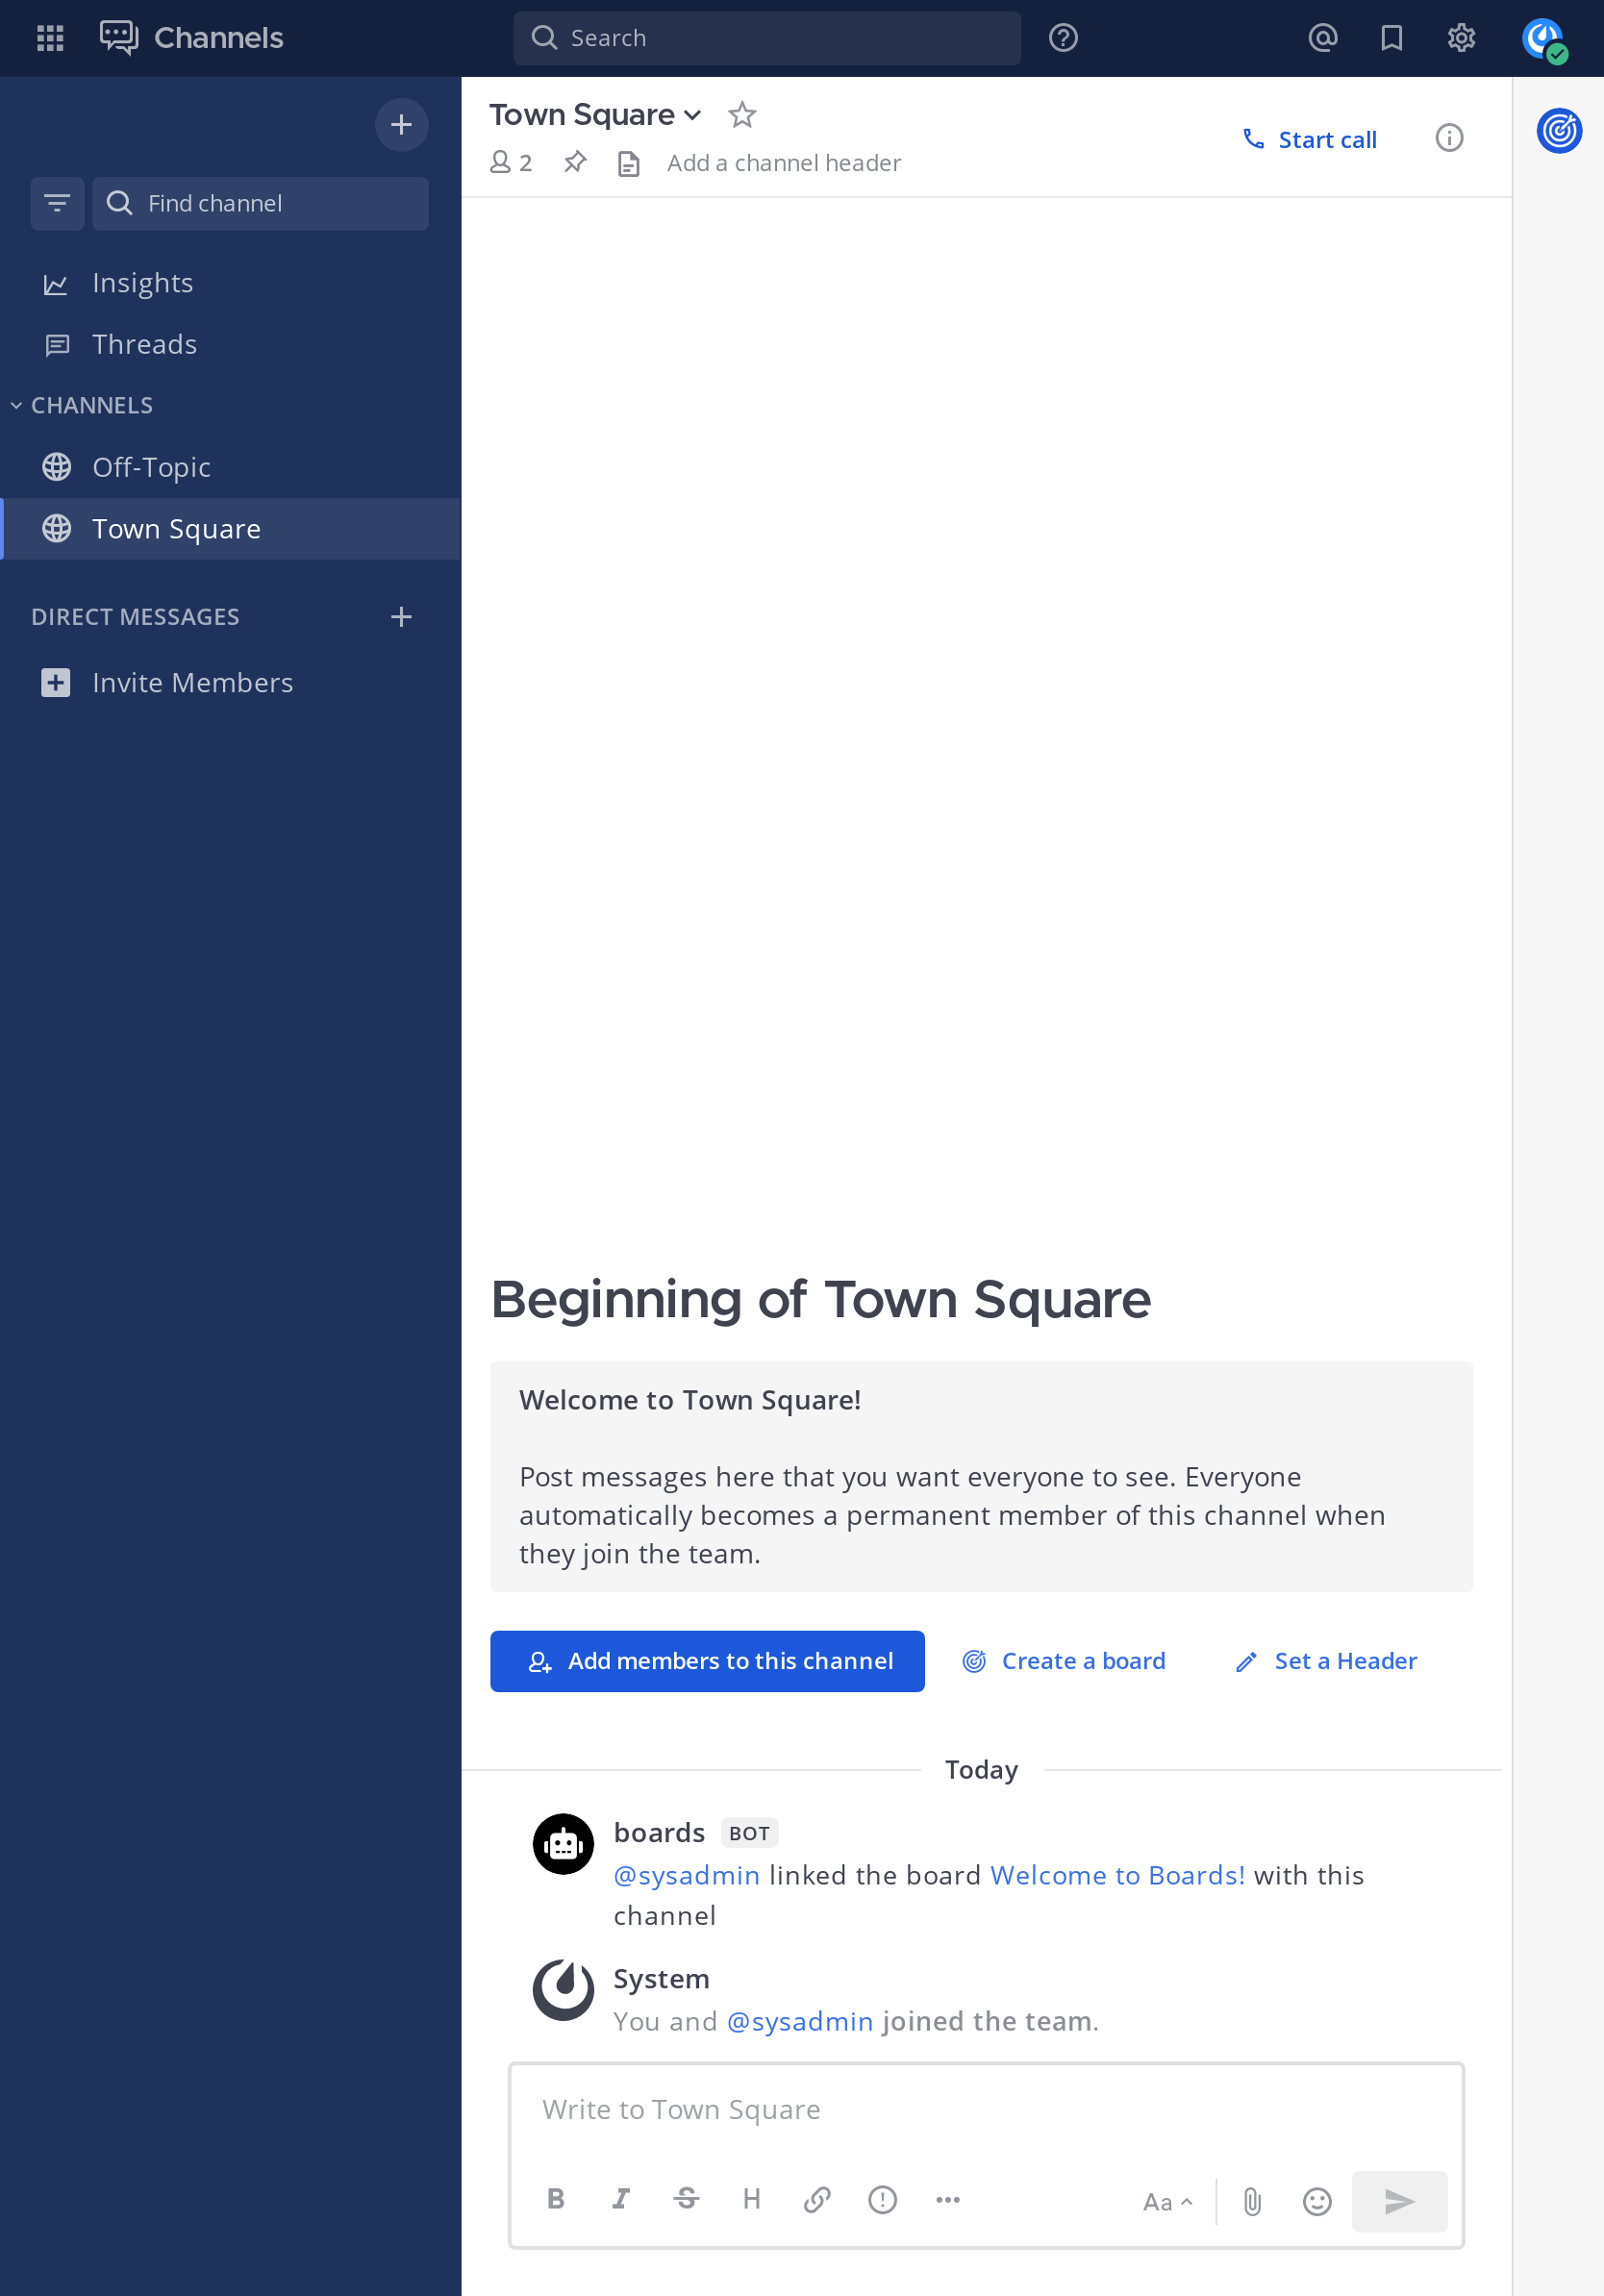 Channels
Search
Find channel
Insights
Threads
CHANNELS
Off-Topic
Town Square
DIRECT MESSAGES
Invite Members
Town Square
2
Add a channel header
Start call
Beginning of Town Square
Welcome to Town Square!
Post messages here that you want everyone to see. Everyone
automatically becomes a permanent member of this channel when
they join the team.
Add members to this channel
Create a board
Set a Header
Today
boards BOT
@sysadmin linked the board Welcome to Boards! with this
channel
System
You and @sysadmin joined the team.
Write to Town Square
B I S H
Aa